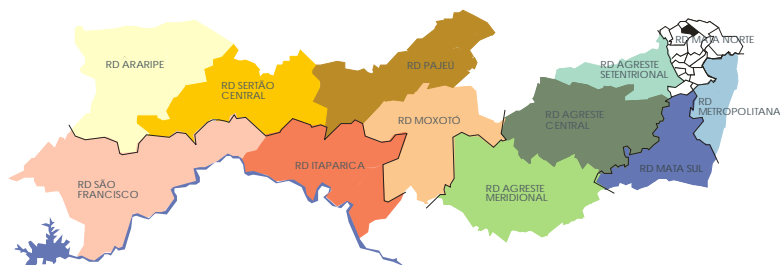 RD MATA NORTE
RD ARARIPE
RD PAJEÚ
RD AGRESTE
SETENTRIONAL
RD SERTÃO
CENTRAL
RD MOXOTÓ
RD AGRESTE
CENTRAL
RD
METROPOLITANA
RD ITAPARICA
RD MATA SUL
RD SÃO
FRANCISCO
RD AGRESTE
MERIDIONAL